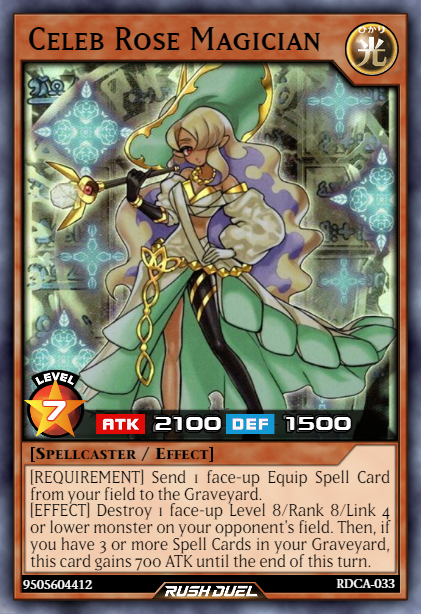 Celeb Rose Magician
ひかり
光
LEVEL
7
ATK 2100 DEF 1500
[Spellcaster / Effect]
[REQUIREMENT] Send 1 face-up Equip Spell Card
from your field to the Graveyard.
[EFFECT] Destroy 1 face-up Level 8/Rank 8/Link 4
or lower monster on your opponent's field. Then, if
you have 3 or more Spell Cards in your Graveyard,
this card gains 700 ATK until the end of this turn.
9505604412
RUSH DUEL
RDCA-033